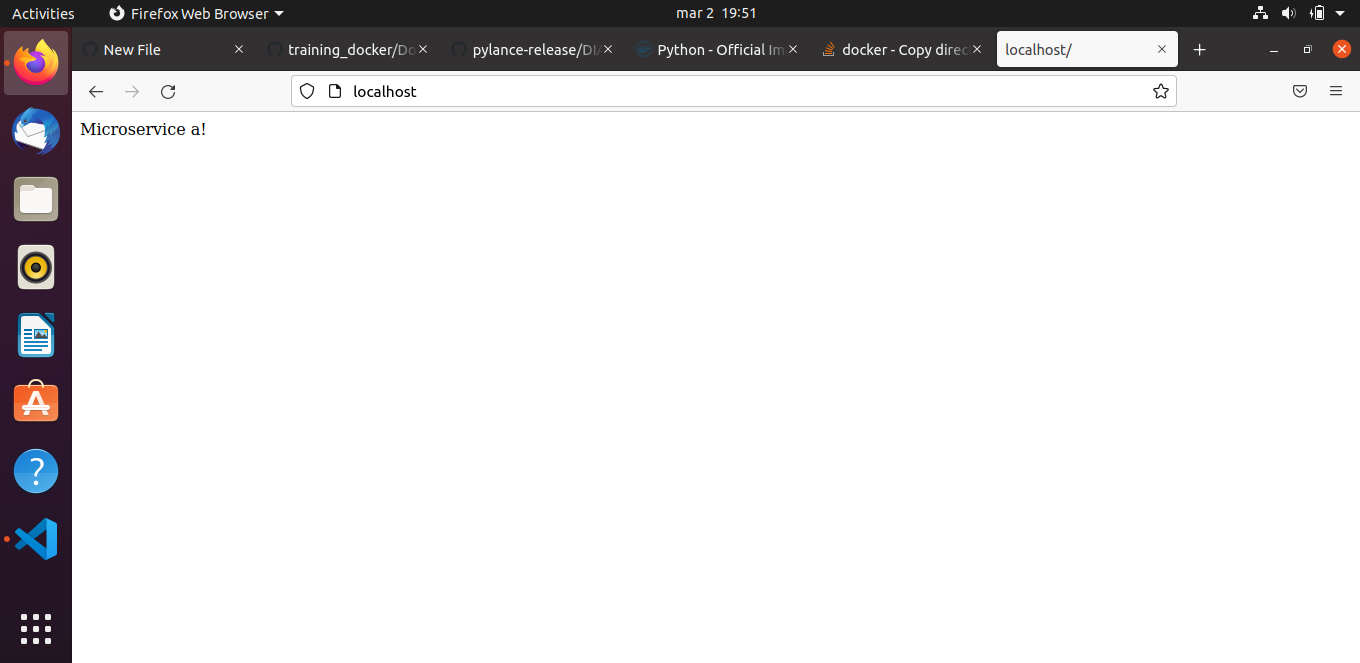 Activities Firefox Web Browser mar 2 19:51
New File training_docker/Do pylance-release/DIA Python - Official Im docker - Copy direc localhost/
localhost
Microservice a!